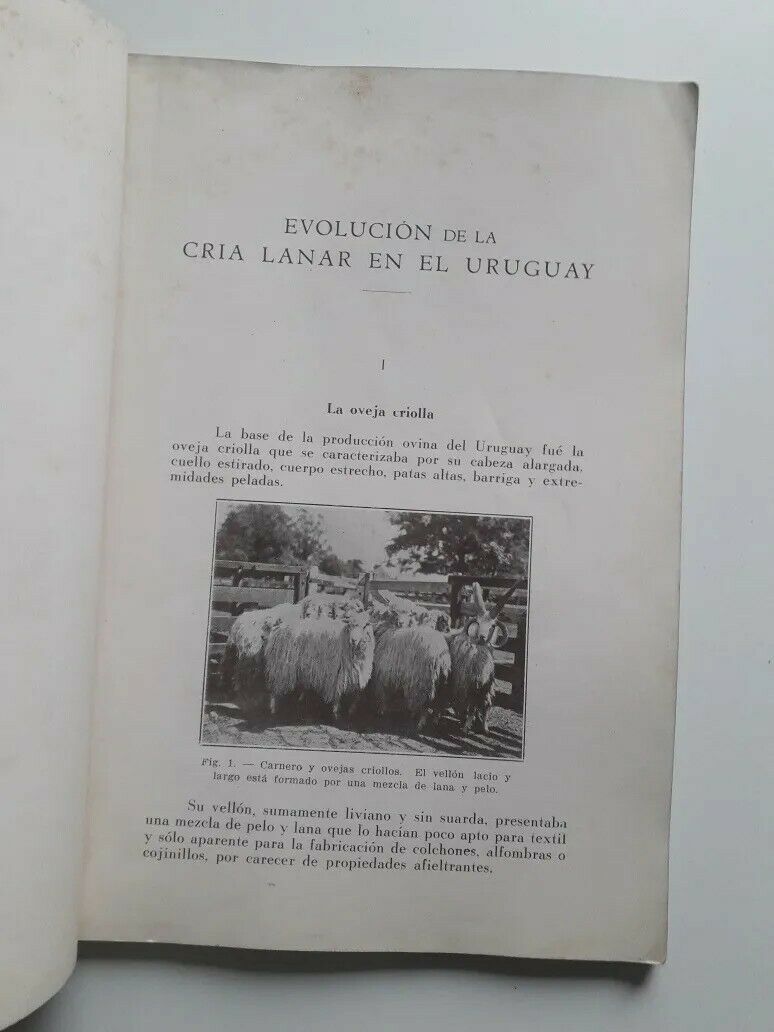 EVOLUCIÓN DE LA
CRIA LANAR EN EL URUGUAY
I
La oveja criolla
La base de la producción ovina del Uruguay fué la
oveja criolla que se caracterizaba por su cabeza alargada,
cuello estirado, cuerpo estrecho, patas altas, barriga y extre-
midades peladas.
Fig. 1. — Carnero y ovejas criollos. El vellón lacio y
largo está formado por una mezcla de lana y pelo.
Su vellón, sumamente liviano y sin suarda, presentaba
una mezcla de pelo y lana que lo hacían poco apto para textil
y sólo aparente para la fabricación de colchones, alfombras o
cojinillos, por carecer de propiedades afieltrantes.